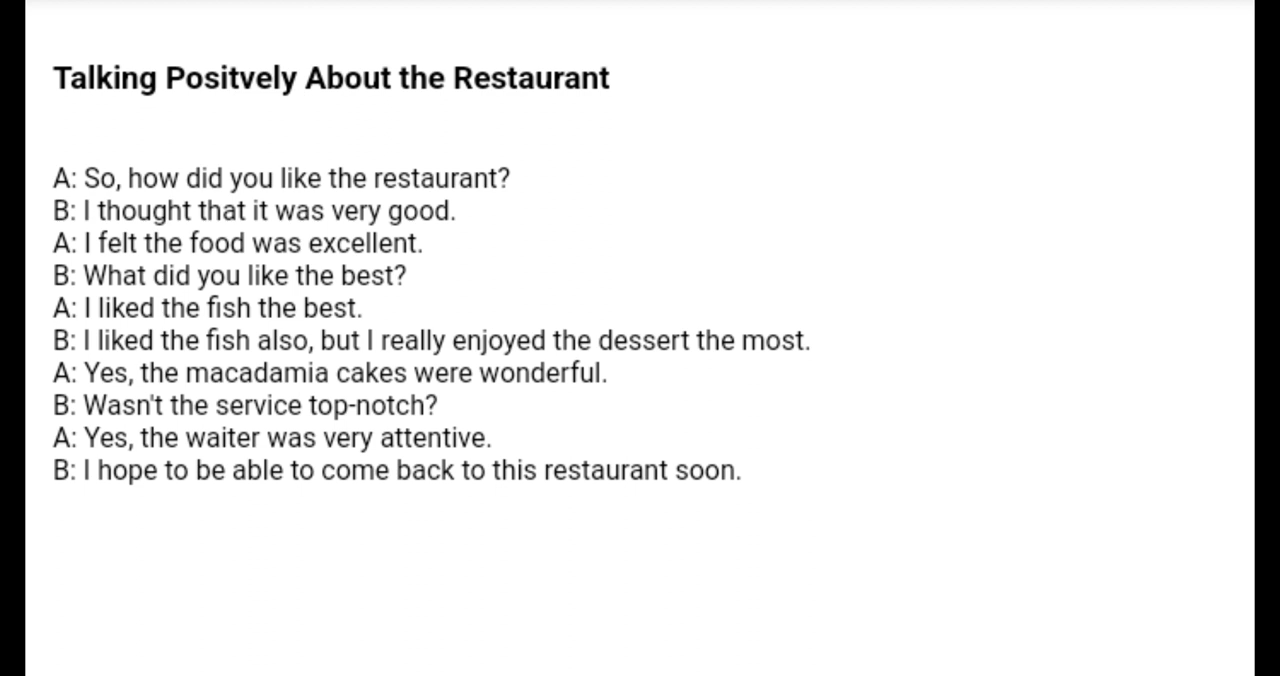 Talking Positvely About the Restaurant
A: So, how did you like the restaurant?
B: I thought that it was very good.
A: I felt the food was excellent.
B: What did you like the best?
A: I liked the fish the best.
B: I liked the fish also, but I really enjoyed the dessert the most.
A: Yes, the macadamia cakes were wonderful.
B: Wasn't the service top-notch?
A: Yes, the waiter was very attentive.
B: I hope to be able to come back to this restaurant soon.